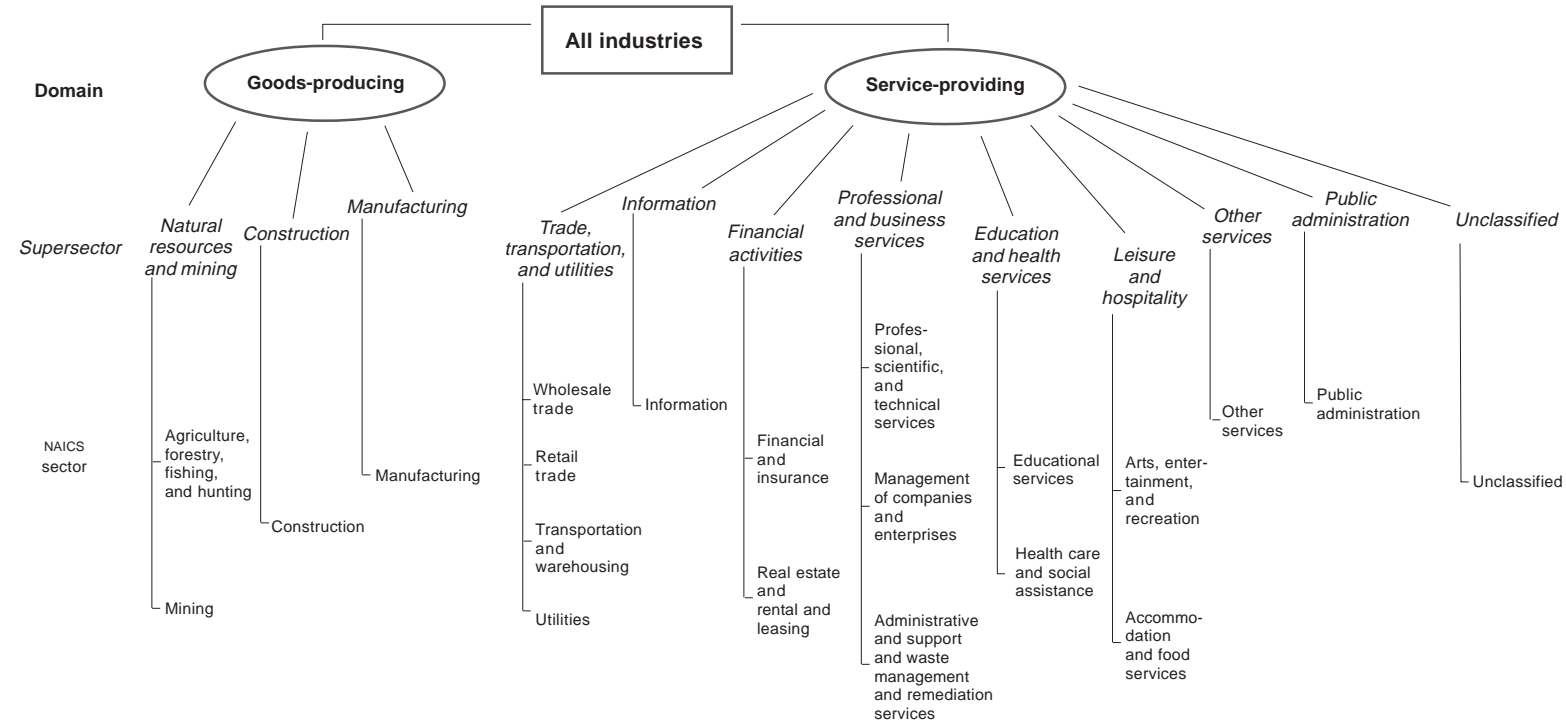 All industries
Domain
Goods-producing
Service-providing
Supersector
Natural
resources
and mining
Construction
Manufacturing
Trade,
transportation,
and utilities
Information
Financial
activities
Professional
and business
services
Education
and health
services
Leisure
and
hospitality
Other
services
Public
administration
Unclassified
NAICS
sector
Agriculture,
forestry,
fishing,
and hunting
Mining
Construction
Manufacturing
Wholesale
trade
Retail
trade
Transportation
and
warehousing
Utilities
Information
Financial
and
insurance
Real estate
and
rental and
leasing
Profes-
sional,
scientific,
and
technical
services
Management
of companies
and
enterprises
Administrative
and support
and waste
management
and remediation
services
Educational
services
Health care
and social
assistance
Arts, enter-
tainment,
and
recreation
Accommo-
dation
and food
services
Other
services
Public
administration
Unclassified